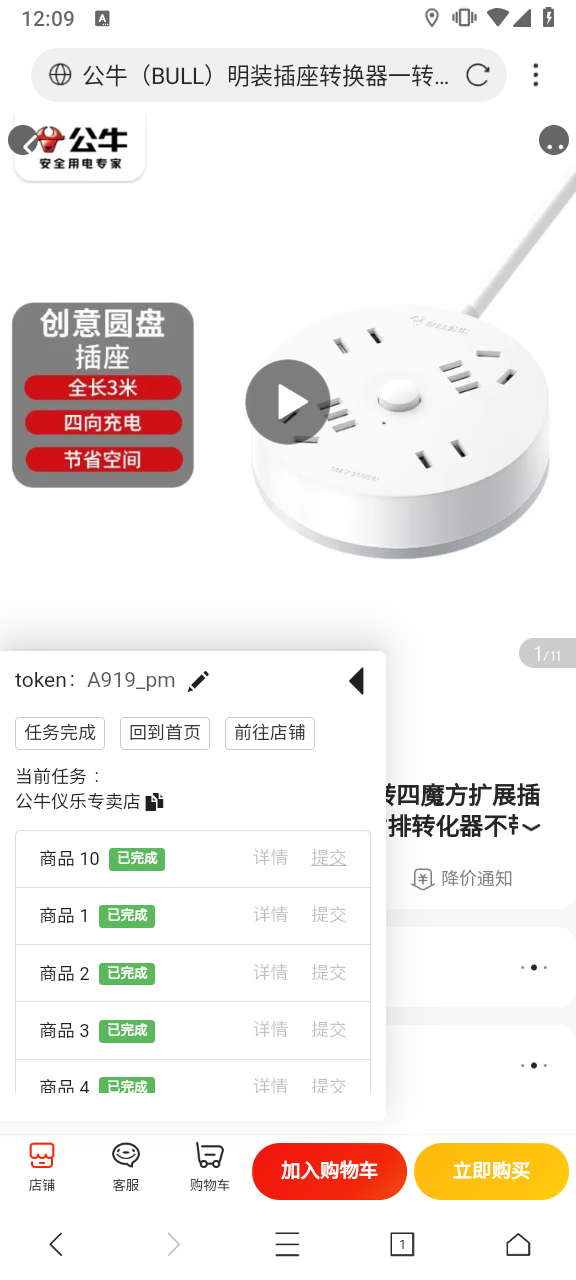 12:09
A
公牛（BULL）明装插座转换器一转...
公牛
安全用电专家
创意圆盘
插座
全长3米
四向充电
节省空间
1/11
token： A919_pm
任务完成 回到首页 前往店铺
当前任务：
公牛仪乐专卖店
转四魔方扩展插
排转化器不
降价通知
商品 10 已完成 详情 提交
商品 1 已完成 详情 提交
商品 2 已完成 详情 提交
商品 3 已完成 详情 提交
商品 4 已完成 详情 提交
店铺 客服 购物车 加入购物车 立即购买
1